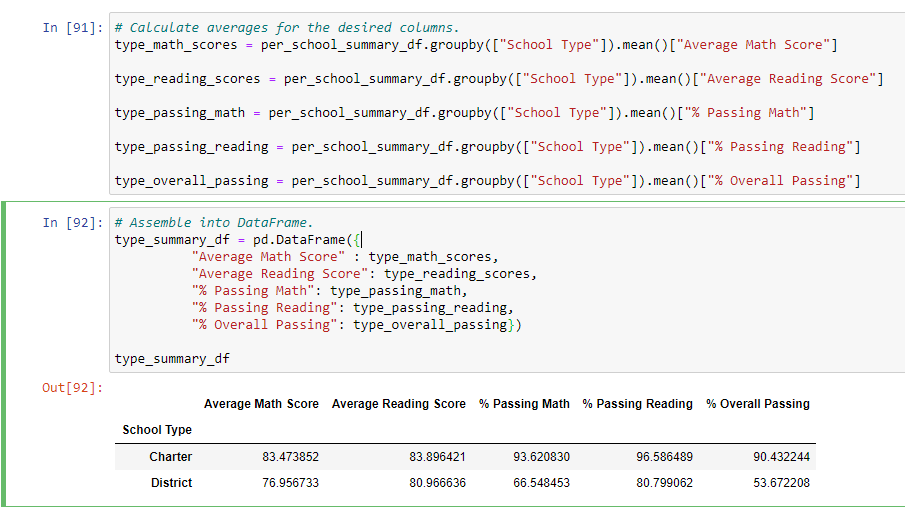 In [91]: # Calculate averages for the desired columns.
type_math_scores = per_school_summary_df.groupby(["School Type"]).mean()["Average Math Score"]
type_reading_scores = per_school_summary_df.groupby(["School Type"]).mean()["Average Reading Score"]
type_passing_math = per_school_summary_df.groupby(["School Type"]).mean()["% Passing Math"]
type_passing_reading = per_school_summary_df.groupby(["School Type"]).mean()["% Passing Reading"]
type_overall_passing = per_school_summary_df.groupby(["School Type"]).mean()["% Overall Passing"]
In [92]: # Assemble into DataFrame.
type_summary_df = pd.DataFrame({
"Average Math Score" : type_math_scores,
"Average Reading Score": type_reading_scores,
"% Passing Math": type_passing_math,
"% Passing Reading": type_passing_reading,
"% Overall Passing": type_overall_passing})
type_summary_df
Out[92]:
Average Math Score Average Reading Score % Passing Math % Passing Reading % Overall Passing
School Type
Charter 83.473852 83.896421 93.620830 96.586489 90.432244
District 76.956733 80.966636 66.548453 80.799062 53.672208